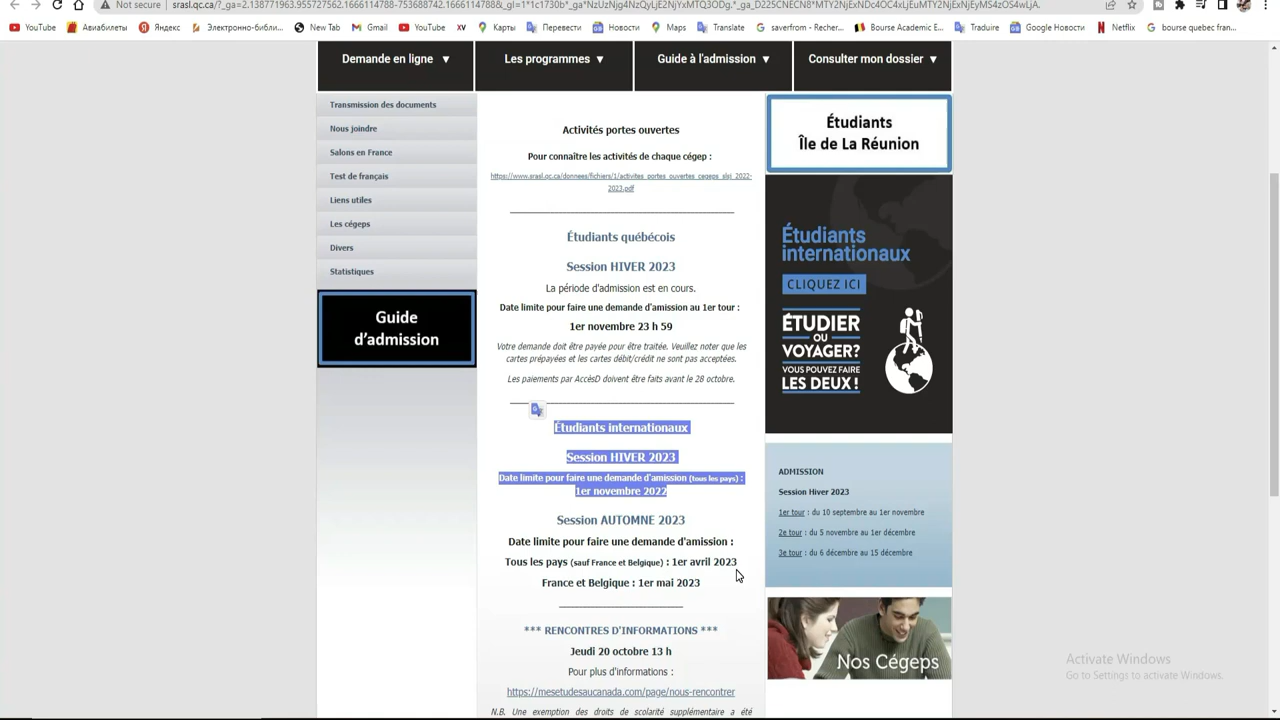 Not secure
srasl.qc.ca/?_ga=2.138771963.955727562.1666114788-753688742.1666114788&_gl=1*1c1730b*_ga*NzUzNjg4NzQyLjE2NjYxMTQ3ODg.*_ga_D225CNECN8*MTY2NjExNDc4OC4xLjEuMTY2NjExNjEyMS4zOS4wLjA.
YouTube
Авиабилеты
Яндекс
Электронно-библи...
New Tab
Gmail
YouTube
XV
Карты
Перевести
Новости
Maps
Translate
saverfrom - Recher...
Bourse Academic E...
Traduire
Google Новости
Netflix
bourse quebec fran...
Demande en ligne ▼
Les programmes ▼
Guide à l'admission ▼
Consulter mon dossier ▼
Transmission des documents
Nous joindre
Salons en France
Test de français
Liens utiles
Les cégeps
Divers
Statistiques
Guide
d'admission
Activités portes ouvertes
Pour connaître les activités de chaque cégep :
https://www.srasl.qc.ca/donnees/fichiers/1/activites_portes_ouvertes_cegeps_slsj_2022-
2023.pdf
Étudiants québécois
Session HIVER 2023
La période d'admission est en cours.
Date limite pour faire une demande d'amission au 1er tour :
1er novembre 23 h 59
Votre demande doit être payée pour être traitée. Veuillez noter que les
cartes prépayées et les cartes débit/crédit ne sont pas acceptées.
Les paiements par AccèsD doivent être faits avant le 28 octobre.
Étudiants internationaux
Session HIVER 2023
Date limite pour faire une demande d'amission (tous les pays) :
1er novembre 2022
Session AUTOMNE 2023
Date limite pour faire une demande d'amission :
Tous les pays (sauf France et Belgique) : 1er avril 2023
France et Belgique : 1er mai 2023
*** RENCONTRES D'INFORMATIONS ***
Jeudi 20 octobre 13 h
Pour plus d'informations :
https://mesetudesaucanada.com/page/nous-rencontrer
N.B. Une exemption des droits de scolarité supplémentaire a été
Étudiants
Île de La Réunion
Étudiants
internationaux
CLIQUEZ ICI
ÉTUDIER
OU
VOYAGER?
VOUS POUVEZ FAIRE
LES DEUX!
ADMISSION
Session Hiver 2023
1er tour : du 10 septembre au 1er novembre
2e tour : du 5 novembre au 1er décembre
3e tour : du 6 décembre au 15 décembre
Nos Cégeps
Activate Windows
Go to Settings to activate Windows.